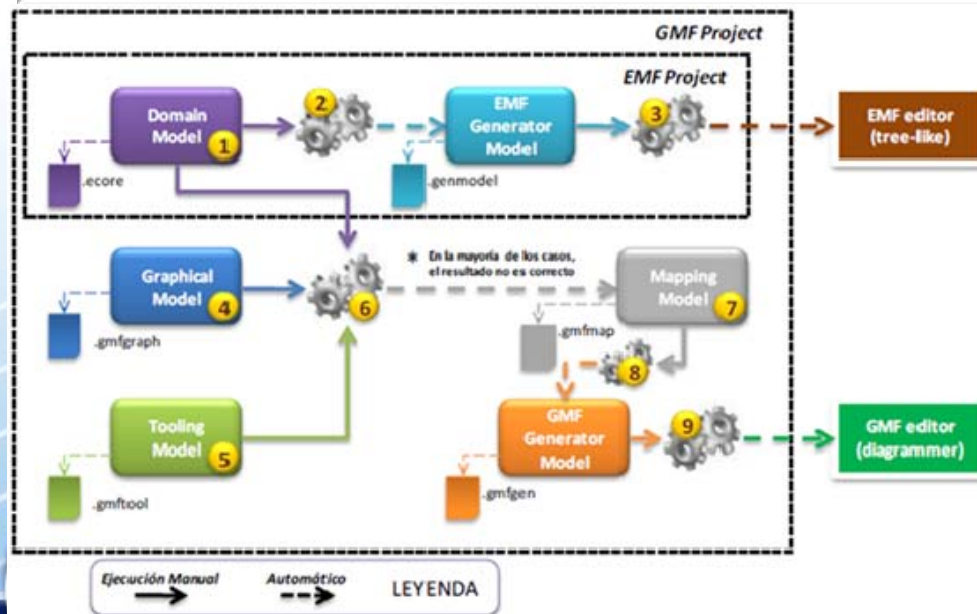 GMF Project
EMF Project
Domain
Model
1
2
EMF
Generator
Model
3
EMF editor
(tree-like)
.ecore
.genmodel
Graphical
Model
4
6
* En la mayoría de los casos,
el resultado no es correcto
Mapping
Model
7
.gmfgraph
.gmfmap
8
Tooling
Model
5
GMF
Generator
Model
9
GMF editor
(diagrammer)
.gmftool
.gmfgen
Ejecución Manual
Automático
LEYENDA